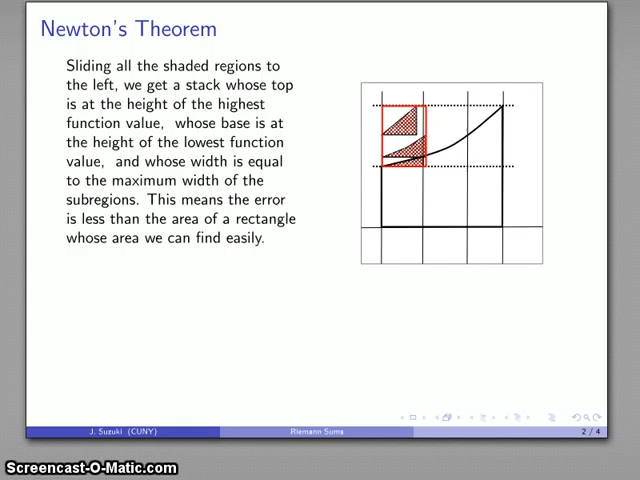 Newton's Theorem
Sliding all the shaded regions to
the left, we get a stack whose top
is at the height of the highest
function value, whose base is at
the height of the lowest function
value, and whose width is equal
to the maximum width of the
subregions. This means the error
is less than the area of a rectangle
whose area we can find easily.
J. Suzuki (CUNY)
Riemann Sums
2 / 4
Screencast-O-Matic.com